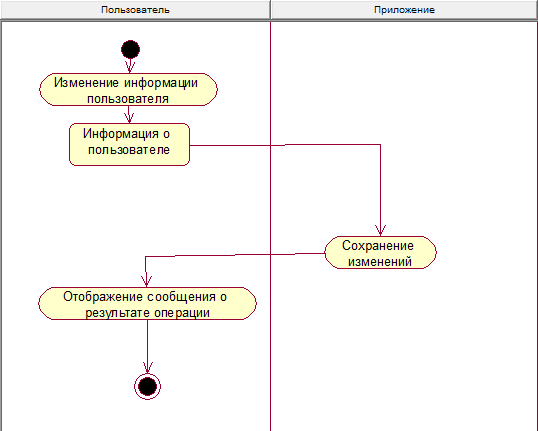 Пользователь
Приложение
Изменение информации
пользователя
Информация о
пользователе
Сохранение
изменений
Отображение сообщения о
результате операции